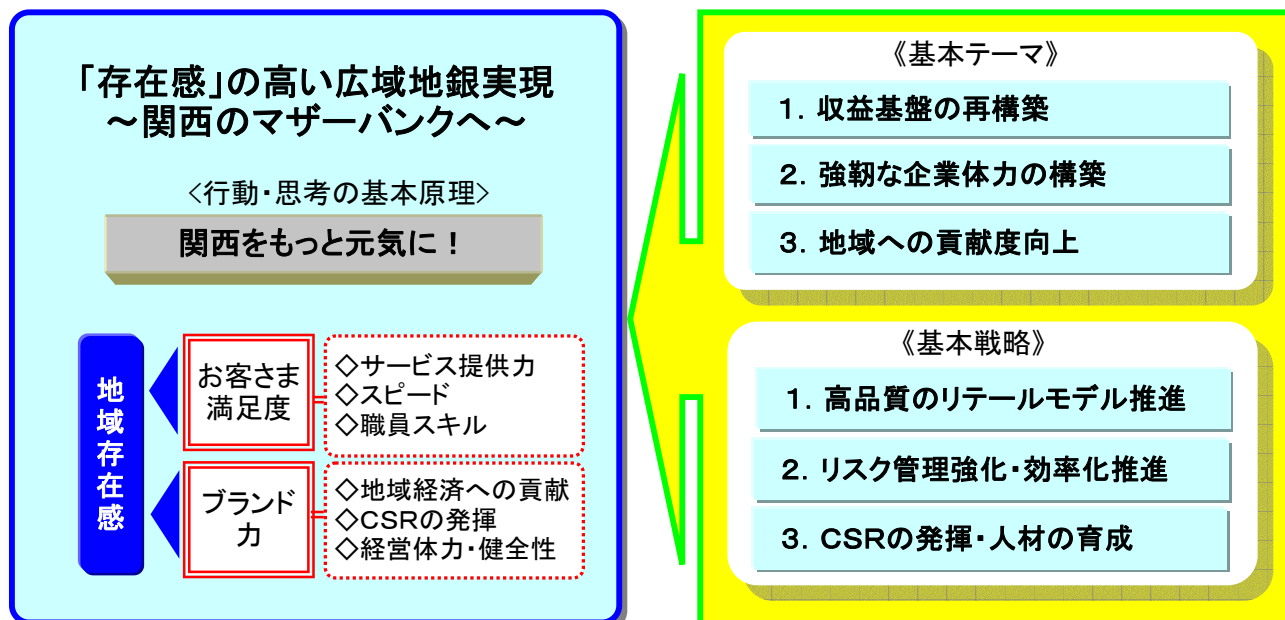 「存在感」の高い広域地銀実現
～関西のマザーバンクへ～
<行動・思考の基本原理>
関西をもっと元気に！
地域存在感
お客さま
満足度
◇サービス提供力
◇スピード
◇職員スキル
ブランド
力
◇地域経済への貢献
◇CSRの発揮
◇経営体力・健全性
《基本テーマ》
１．収益基盤の再構築
２．強靭な企業体力の構築
３．地域への貢献度向上
《基本戦略》
１．高品質のリテールモデル推進
２．リスク管理強化・効率化推進
３．CSRの発揮・人材の育成